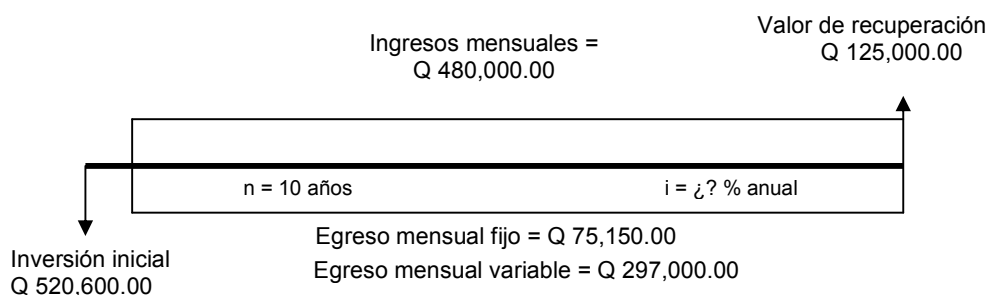 Valor de recuperación
Q 125,000.00
Ingresos mensuales =
Q 480,000.00
n = 10 años
i = ¿? % anual
Egreso mensual fijo = Q 75,150.00
Egreso mensual variable = Q 297,000.00
Inversión inicial
Q 520,600.00